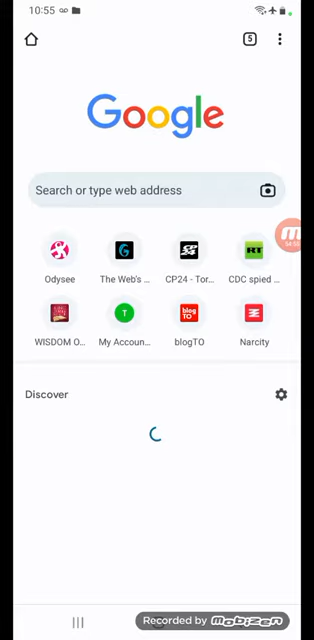 10:55
5
Google
Search or type web address
Odysee
The Web's ...
CP24 - Tor...
CDC spied ...
WISDOM O...
My Accoun...
blogTO
Narcity
Discover
Recorded by mobizen